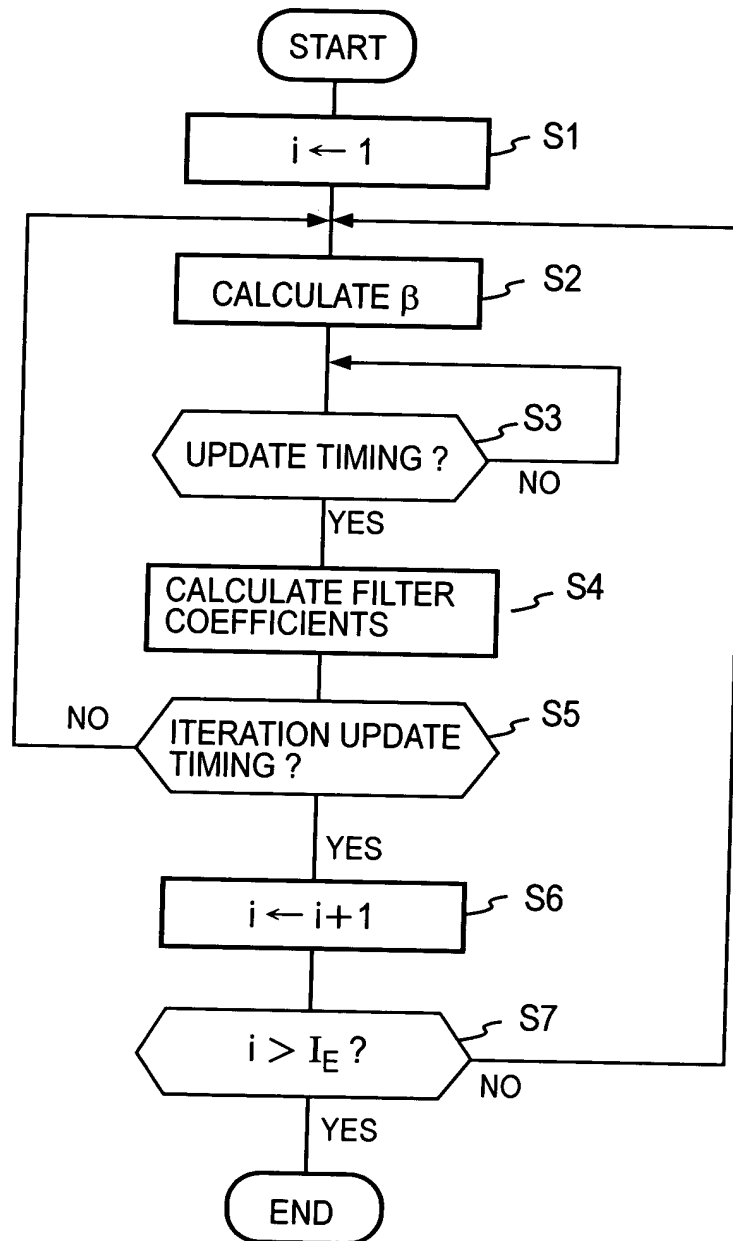 START
i ← 1
S1
CALCULATE β
S2
S3
UPDATE TIMING ?
NO
YES
CALCULATE FILTER
COEFFICIENTS
S4
NO
ITERATION UPDATE
TIMING ?
S5
YES
i ← i+1
S6
i > IE ?
S7
NO
YES
END